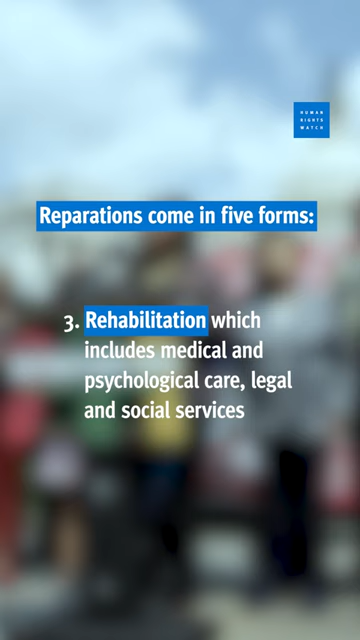 HUMAN
RIGHTS
WATCH
Reparations come in five forms:
3. Rehabilitation which
includes medical and
psychological care, legal
and social services